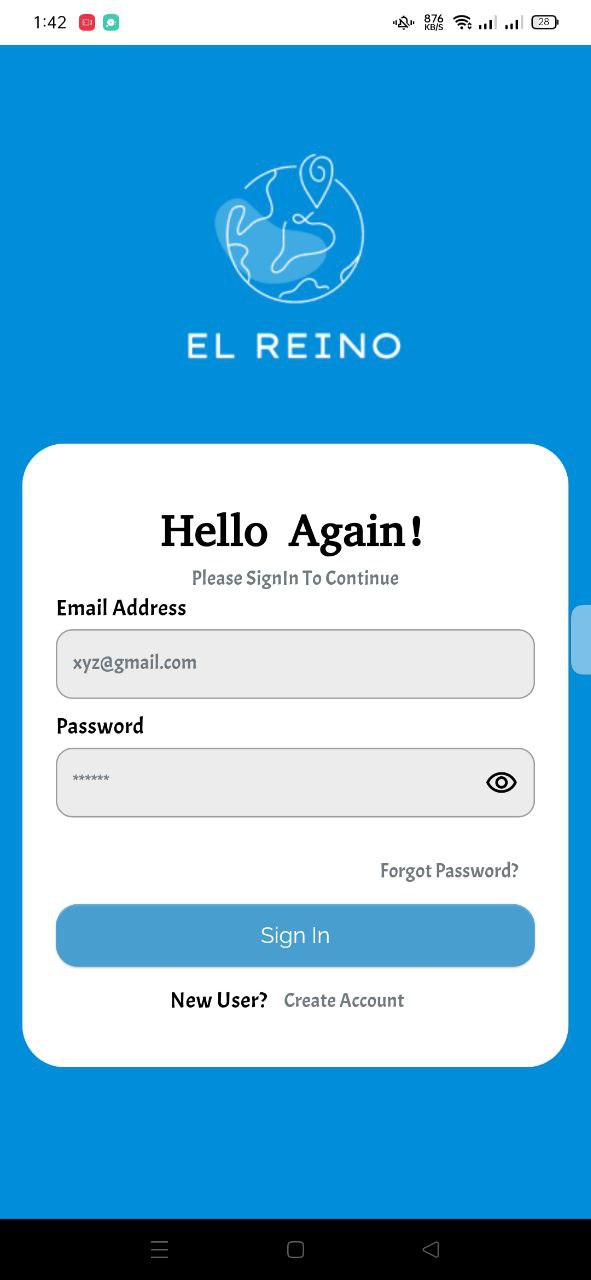 1:42
876
KB/S
28
EL REINO
Hello Again!
Please SignIn To Continue
Email Address
xyz@gmail.com
Password
******
Forgot Password?
Sign In
New User? Create Account